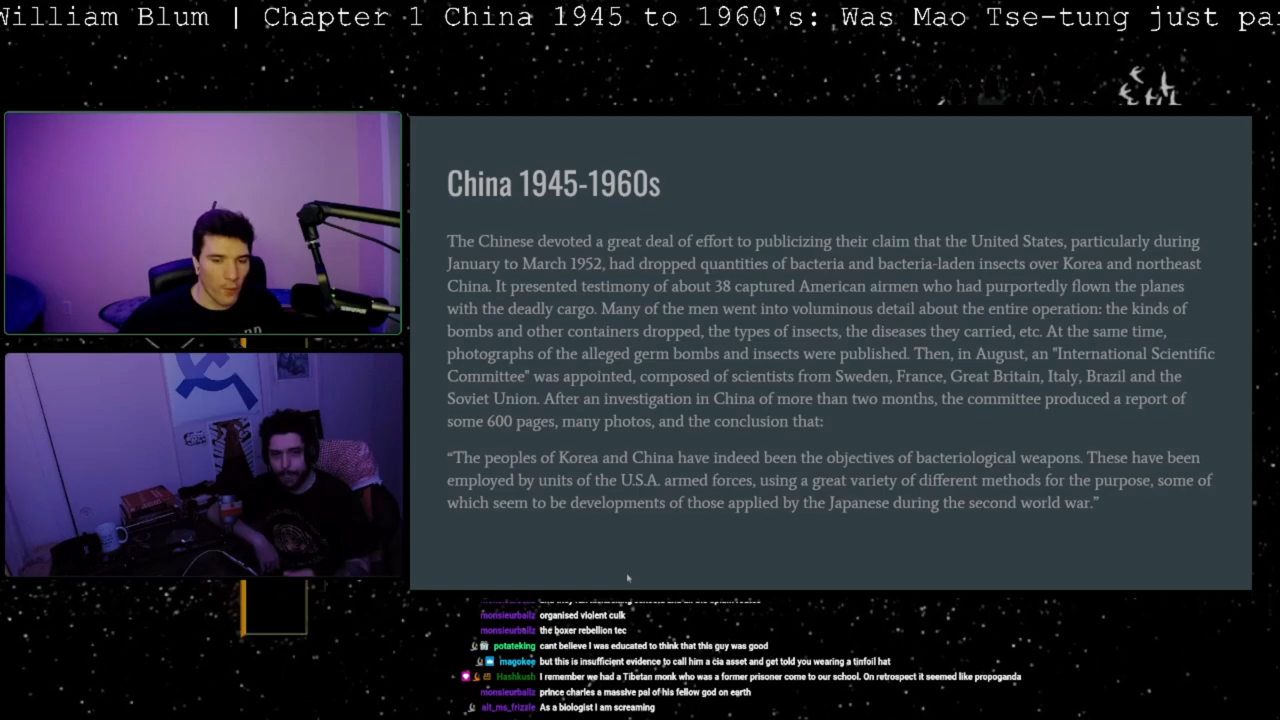 William Blum | Chapter 1 China 1945 to 1960's: Was Mao Tse-tung just
China 1945-1960s
The Chinese devoted a great deal of effort to publicizing their claim that the United States, particularly during
January to March 1952, had dropped quantities of bacteria and bacteria-laden insects over Korea and northeast
China. It presented testimony of about 38 captured American airmen who had purportedly flown the planes
with the deadly cargo. Many of the men went into voluminous detail about the entire operation: the kinds of
bombs and other containers dropped, the types of insects, the diseases they carried, etc. At the same time,
photographs of the alleged germ bombs and insects were published. Then, in August, an "International Scientific
Committee" was appointed, composed of scientists from Sweden, France, Great Britain, Italy, Brazil and the
Soviet Union. After an investigation in China of more than two months, the committee produced a report of
some 600 pages, many photos, and the conclusion that:
“The peoples of Korea and China have indeed been the objectives of bacteriological weapons. These have been
employed by units of the U.S.A. armed forces, using a great variety of different methods for the purpose, some of
which seem to be developments of those applied by the Japanese during the second world war.”
monsieurballz organised violent culk
monsieurballz the boxer rebellion tec
potateking cant believe I was educated to think that this guy was good
magokee but this is insufficient evidence to call him a cia asset and get told you wearing a tinfoil hat
Hashkush I remember we had a Tibetan monk who was a former prisoner come to our school. On retrospect it seemed like propoganda
monsieurballz prince charles a massive pal of his fellow god on earth
alt_ms_frizzle As a biologist I am screaming